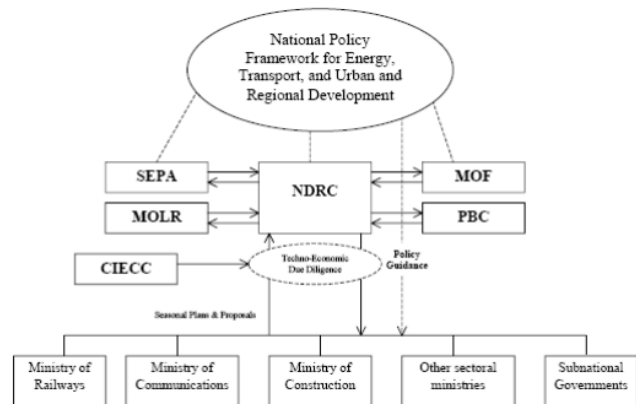 National Policy
Framework for Energy,
Transport, and Urban and
Regional Development
SEPA
NDRC
MOF
MOLR
PBC
CIECC
Techno-Economic
Due Diligence
Policy
Guidance
Seasonal Plans & Proposals
Ministry of
Railways
Ministry of
Communications
Ministry of
Construction
Other sectoral
ministries
Subnational
Governments